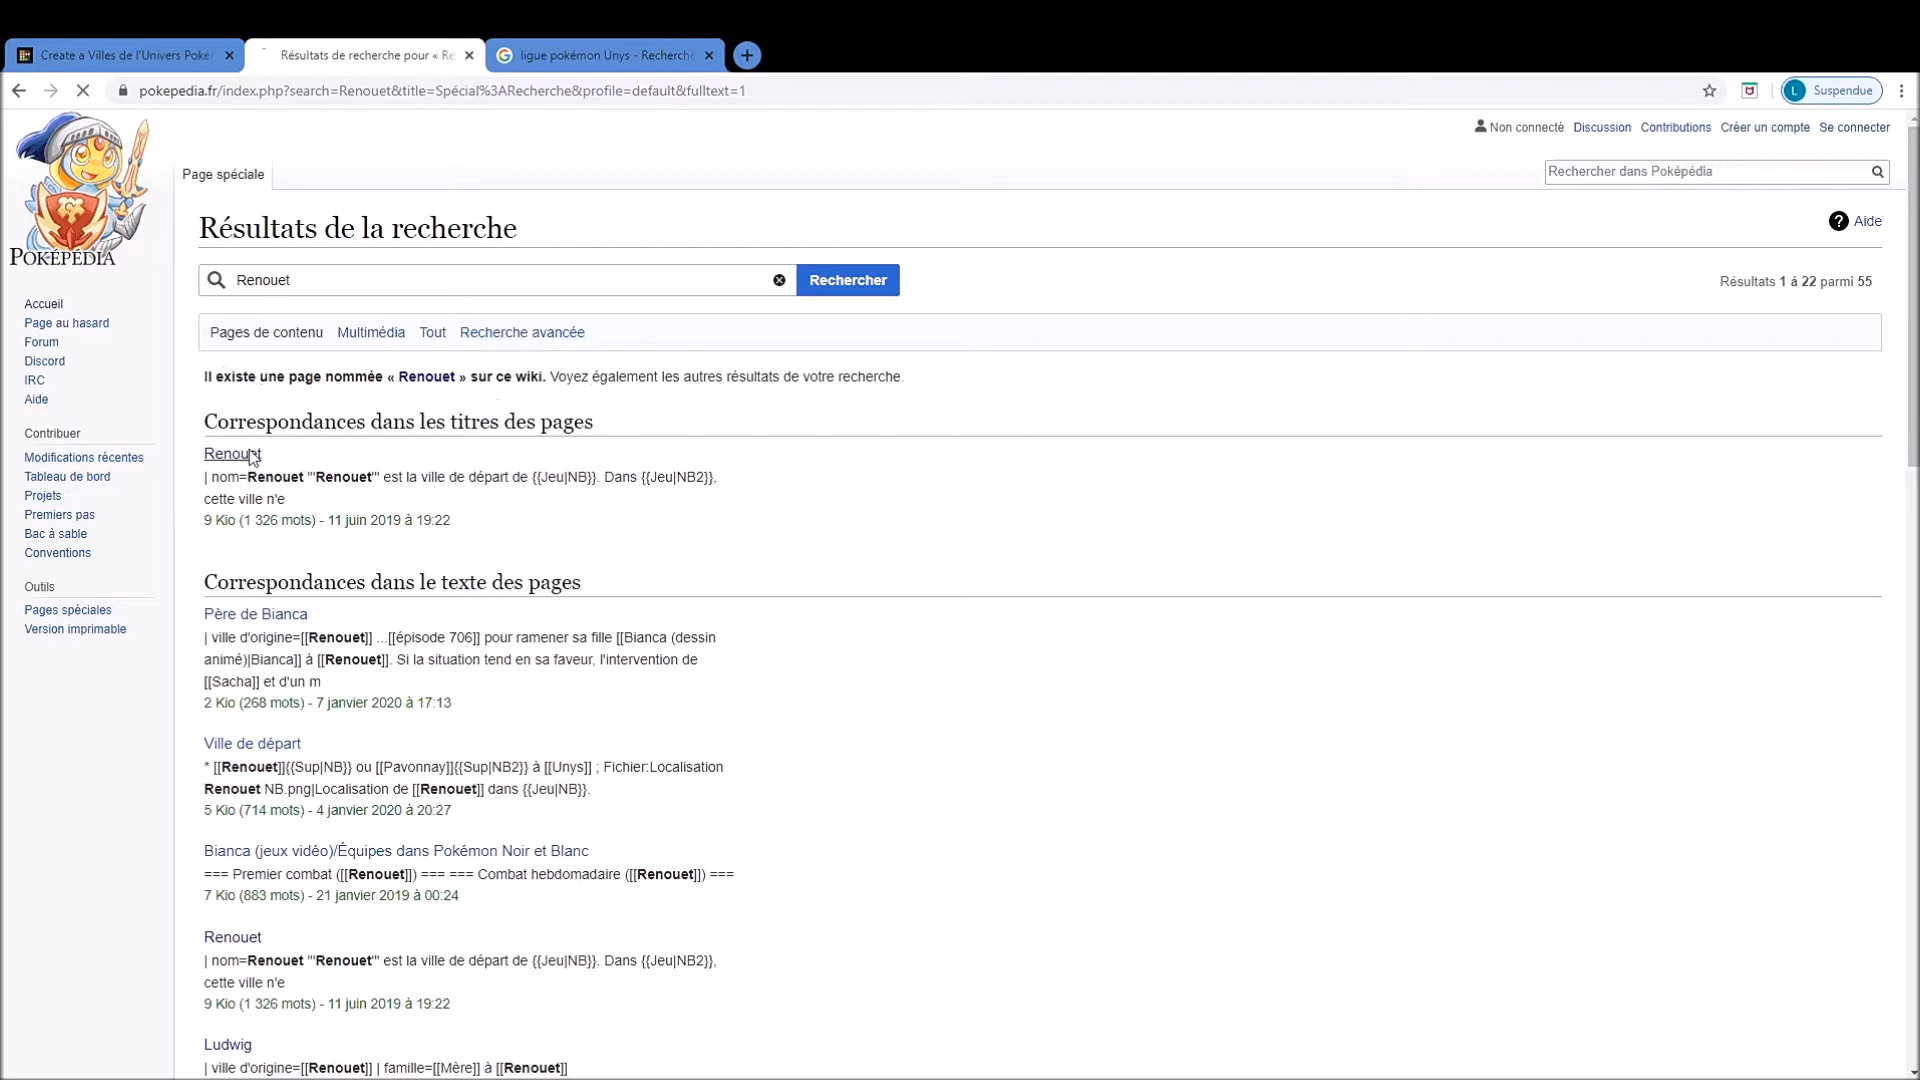 Create a Villes de l'Univers Poké
Résultats de recherche pour « Re
ligue pokémon Unys - Recherche
pokepedia.fr/index.php?search=Renouet&title=Spécial%3ARecherche&profile=default&fulltext=1
L Suspendue
Non connecté Discussion Contributions Créer un compte Se connecter
Page spéciale
Rechercher dans Poképédia
POKÉPÉDIA
Résultats de la recherche
? Aide
Renouet
Rechercher
Résultats 1 à 22 parmi 55
Accueil
Page au hasard
Forum
Discord
IRC
Aide
Contribuer
Modifications récentes
Tableau de bord
Projets
Premiers pas
Bac à sable
Conventions
Outils
Pages spéciales
Version imprimable
Pages de contenu Multimédia Tout Recherche avancée
Il existe une page nommée « Renouet » sur ce wiki. Voyez également les autres résultats de votre recherche.
Correspondances dans les titres des pages
Renouet
| nom=Renouet '''Renouet''' est la ville de départ de {{Jeu|NB}}. Dans {{Jeu|NB2}},
cette ville n'e
9 Kio (1 326 mots) - 11 juin 2019 à 19:22
Correspondances dans le texte des pages
Père de Bianca
| ville d'origine=[[Renouet]] ...[[épisode 706]] pour ramener sa fille [[Bianca (dessin
animé)|Bianca]] à [[Renouet]]. Si la situation tend en sa faveur, l'intervention de
[[Sacha]] et d'un m
2 Kio (268 mots) - 7 janvier 2020 à 17:13
Ville de départ
* [[Renouet]]{{Sup|NB}} ou [[Pavonnay]]{{Sup|NB2}} à [[Unys]] ; Fichier:Localisation
Renouet NB.png|Localisation de [[Renouet]] dans {{Jeu|NB}}.
5 Kio (714 mots) - 4 janvier 2020 à 20:27
Bianca (jeux vidéo)/Équipes dans Pokémon Noir et Blanc
=== Premier combat ([[Renouet]]) === === Combat hebdomadaire ([[Renouet]]) ===
7 Kio (883 mots) - 21 janvier 2019 à 00:24
Renouet
| nom=Renouet '''Renouet''' est la ville de départ de {{Jeu|NB}}. Dans {{Jeu|NB2}},
cette ville n'e
9 Kio (1 326 mots) - 11 juin 2019 à 19:22
Ludwig
| ville d'origine=[[Renouet]] | famille=[[Mère]] à [[Renouet]]